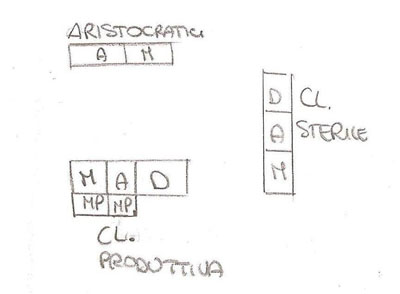 ARISTOCRATICI
A M
D CL.
A STERILE
M
M A D
MP MP.
CL.
PRODUTTIVA